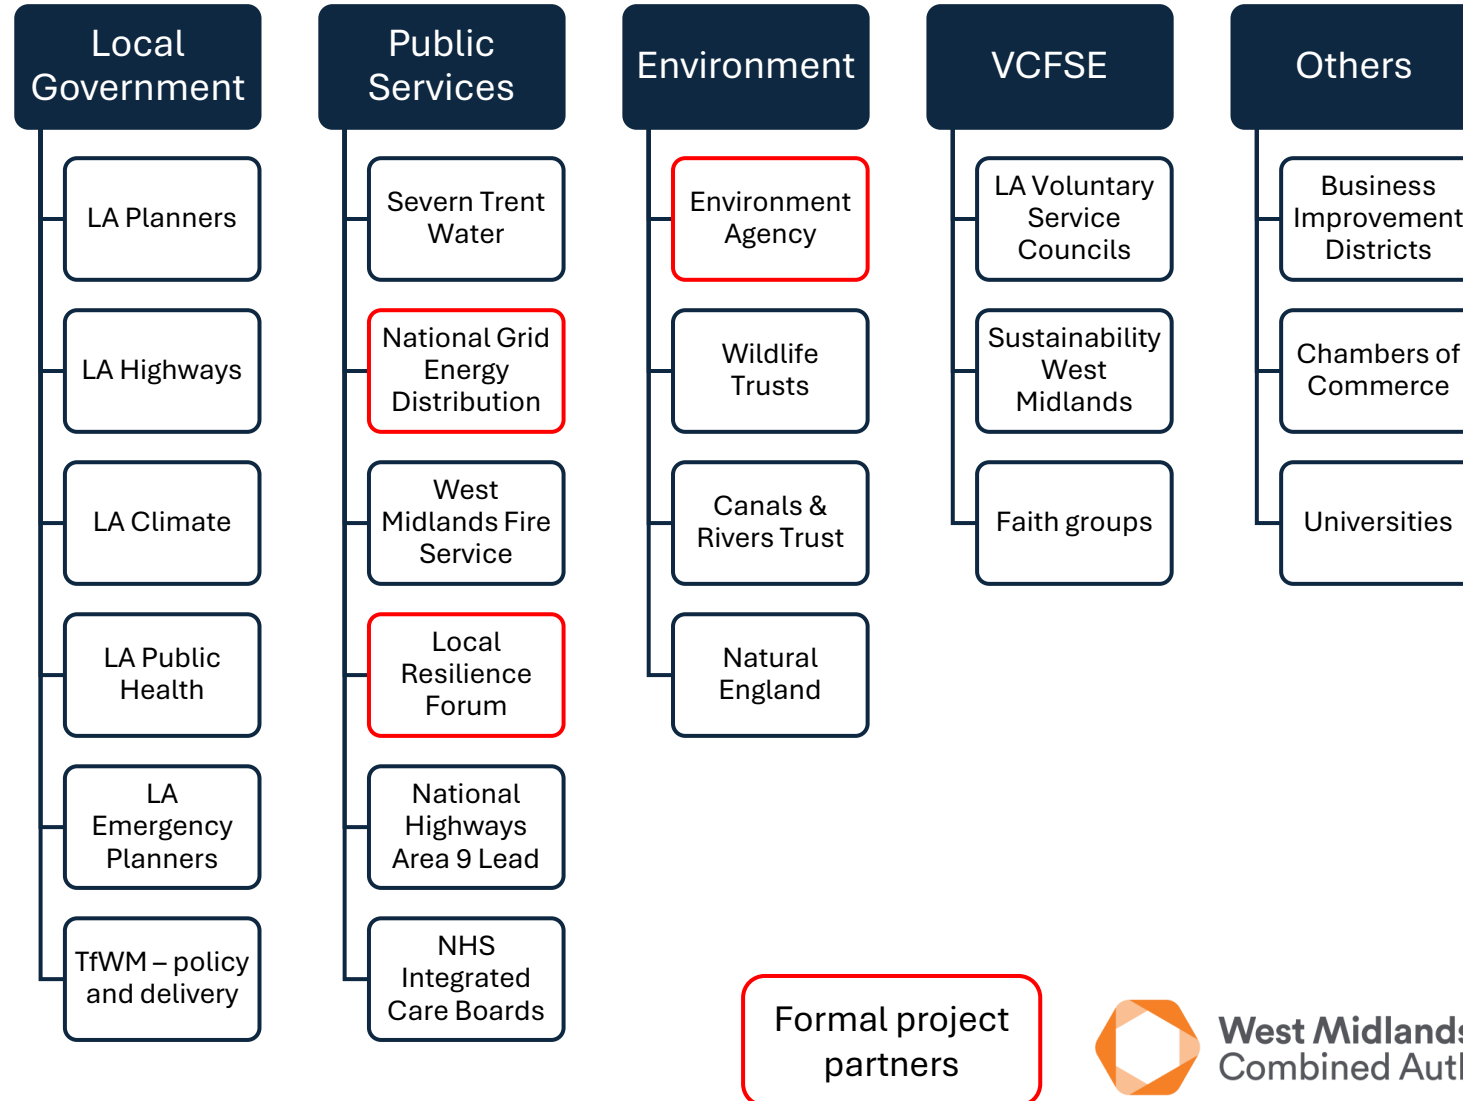 Local
Government
LA Planners
LA Highways
LA Climate
LA Public
Health
LA
Emergency
Planners
TfWM – policy
and delivery
Public
Services
Severn Trent
Water
National Grid
Energy
Distribution
West
Midlands Fire
Service
Local
Resilience
Forum
National
Highways
Area 9 Lead
NHS
Integrated
Care Boards
Environment
Environment
Agency
Wildlife
Trusts
Canals &
Rivers Trust
Natural
England
VCFSE
LA Voluntary
Service
Councils
Sustainability
West
Midlands
Faith groups
Others
Business
Improvement
Districts
Chambers of
Commerce
Universities
Formal project
partners
West Midlands
Combined Auth